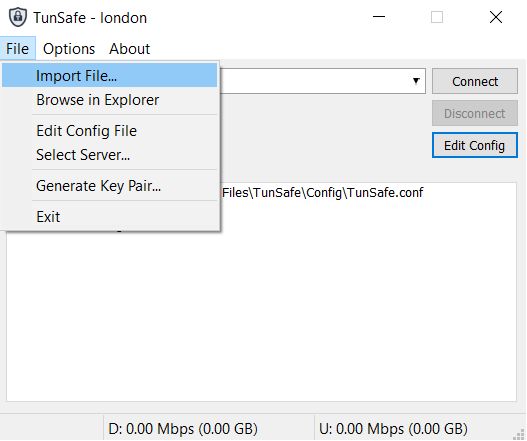 TunSafe - london
File Options About
Import File...
Connect
Browse in Explorer
Disconnect
Edit Config File
Edit Config
Select Server...
Generate Key Pair...
Files\TunSafe\Config\TunSafe.conf
Exit
D: 0.00 Mbps (0.00 GB)
U: 0.00 Mbps (0.00 GB)